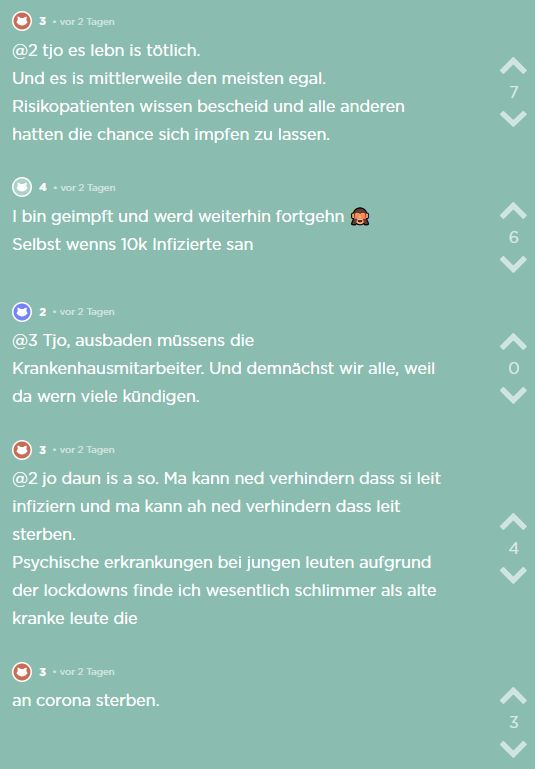 3 • vor 2 Tagen
@2 tjo es lebn is tötlich.
Und es is mittlerweile den meisten egal.
Risikopatienten wissen bescheid und alle anderen
hatten die chance sich impfen zu lassen.
7
4 • vor 2 Tagen
I bin geimpft und werd weiterhin fortgehn 🙈
Selbst wenns 10k Infizierte san
6
2 • vor 2 Tagen
@3 Tjo, ausbaden müssens die
Krankenhausmitarbeiter. Und demnächst wir alle, weil
da wern viele kündigen.
0
3 • vor 2 Tagen
@2 jo daun is a so. Ma kann ned verhindern dass si leit
infiziern und ma kann ah ned verhindern dass leit
sterben.
Psychische erkrankungen bei jungen leuten aufgrund
der lockdowns finde ich wesentlich schlimmer als alte
kranke leute die
4
3 • vor 2 Tagen
an corona sterben.
3